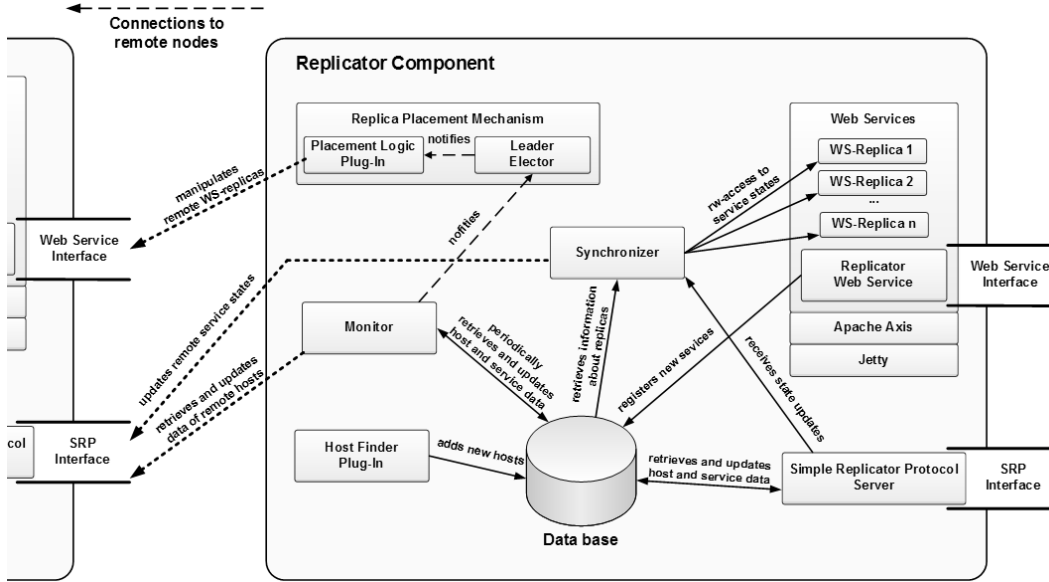 Connections to
remote nodes
Replicator Component
Replica Placement Mechanism
Placement Logic
Plug-In
notifies
Leader
Elector
Web Services
WS-Replica 1
WS-Replica 2
...
WS-Replica n
Replicator
Web Service
Apache Axis
Jetty
Web Service
Interface
Web Service
Interface
manipulates
remote WS-replicas
nofities
rw-access to
service states
Synchronizer
Monitor
updates remote service states
retrieves and updates
data of remote hosts
periodically
retrieves and updates
host and service data
retrieves information
about replicas
registers new sevices
receives state updates
col
SRP
Interface
Host Finder
Plug-In
adds new hosts
Data base
retrieves and updates
host and service data
Simple Replicator Protocol
Server
SRP
Interface